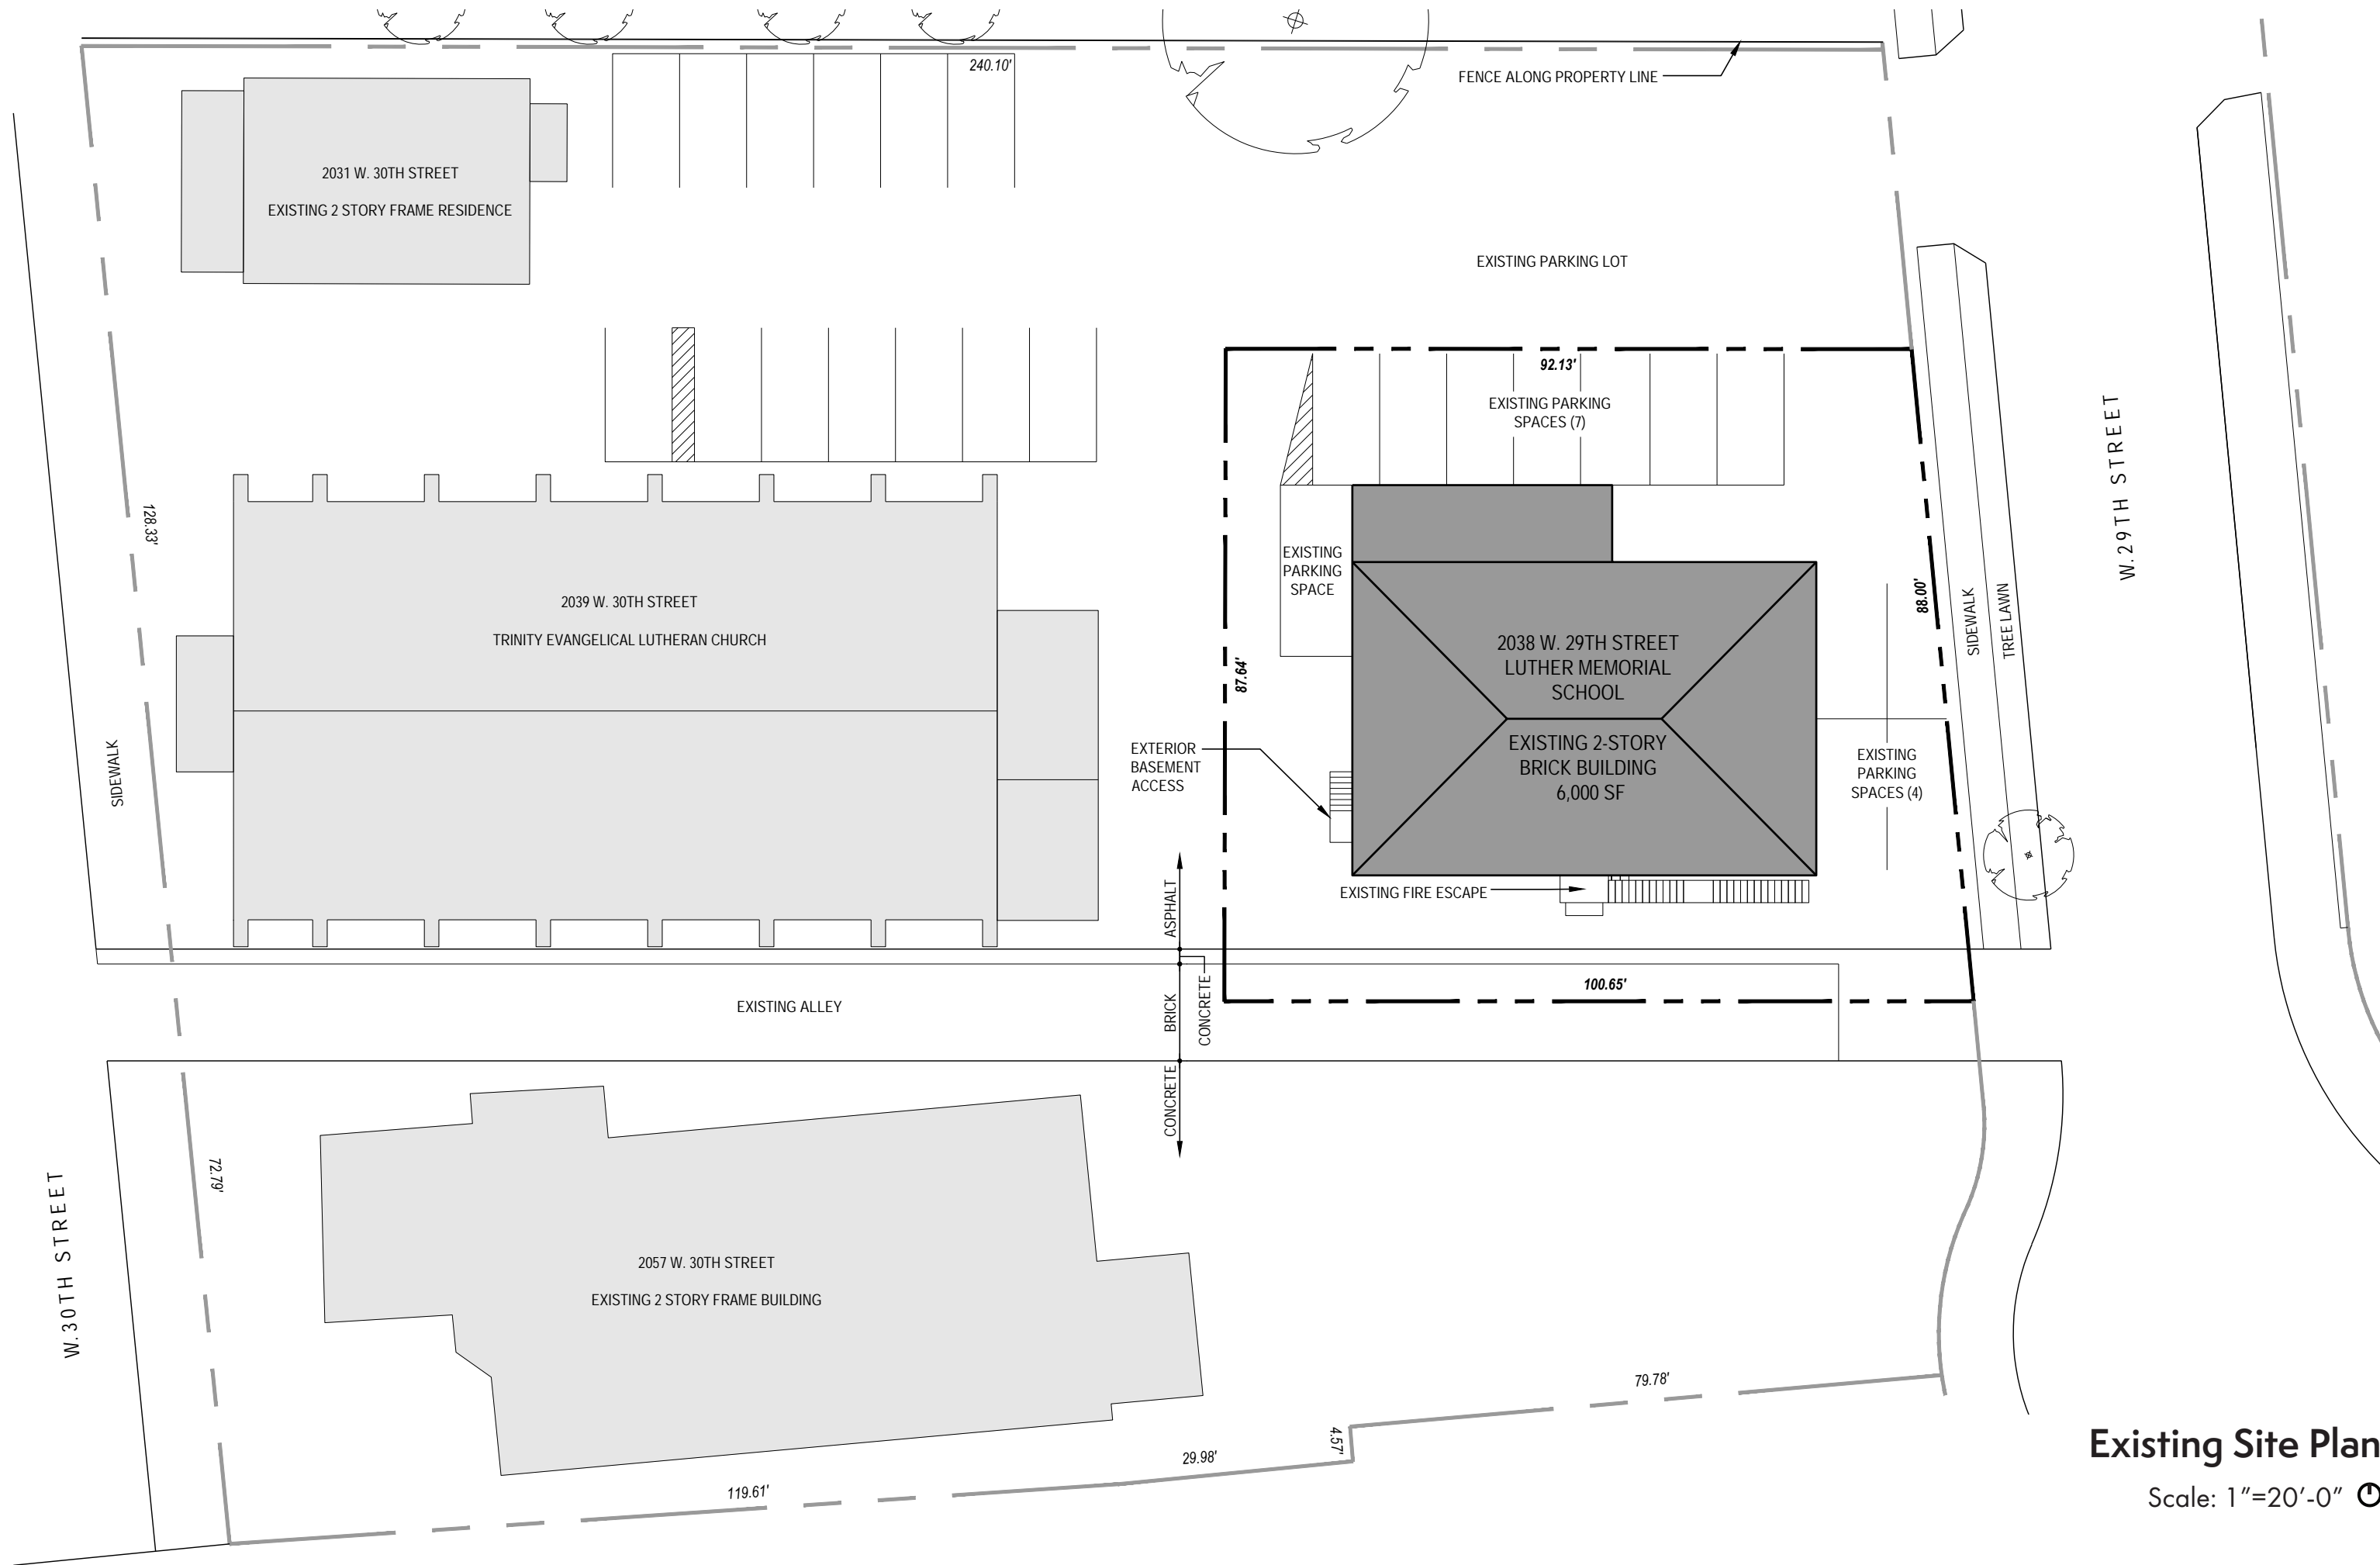 240.10'
FENCE ALONG PROPERTY LINE
2031 W. 30TH STREET
EXISTING 2 STORY FRAME RESIDENCE
EXISTING PARKING LOT
92.13'
EXISTING PARKING
SPACES (7)
W.29TH STREET
128.33'
EXISTING
PARKING
SPACE
2039 W. 30TH STREET
TRINITY EVANGELICAL LUTHERAN CHURCH
88.00'
SIDEWALK
TREE LAWN
2038 W. 29TH STREET
LUTHER MEMORIAL
SCHOOL
87.64'
EXISTING 2-STORY
BRICK BUILDING
6,000 SF
SIDEWALK
EXTERIOR
BASEMENT
ACCESS
EXISTING
PARKING
SPACES (4)
EXISTING FIRE ESCAPE
ASPHALT
100.65'
EXISTING ALLEY
BRICK
CONCRETE
CONCRETE
72.79'
W.30TH STREET
2057 W. 30TH STREET
EXISTING 2 STORY FRAME BUILDING
79.78'
4.57'
29.98'
119.61'
Existing Site Plan
Scale: 1"=20'-0"